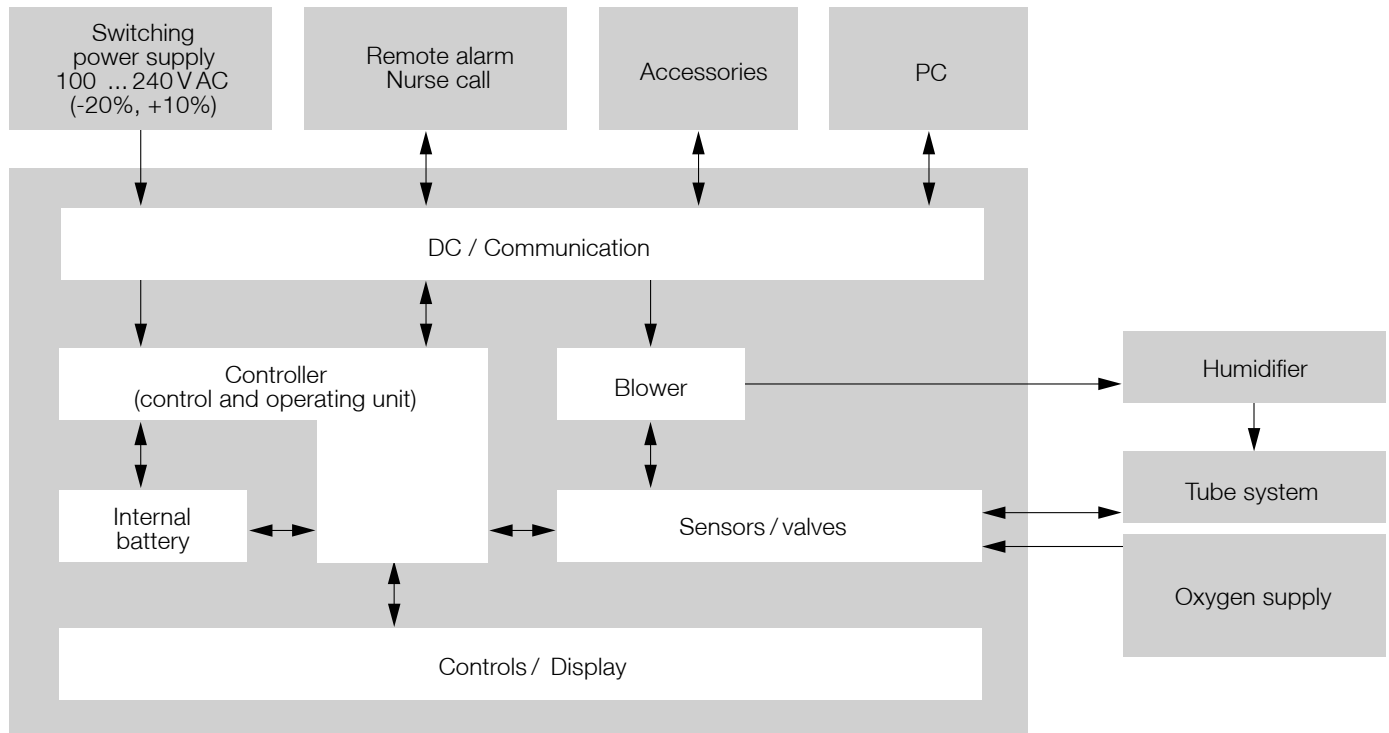 Switching
power supply
100 ... 240 V AC
(-20%, +10%)
Remote alarm
Nurse call
Accessories
PC
DC / Communication
Controller
(control and operating unit)
Blower
Humidifier
Internal
battery
Sensors / valves
Tube system
Oxygen supply
Controls / Display